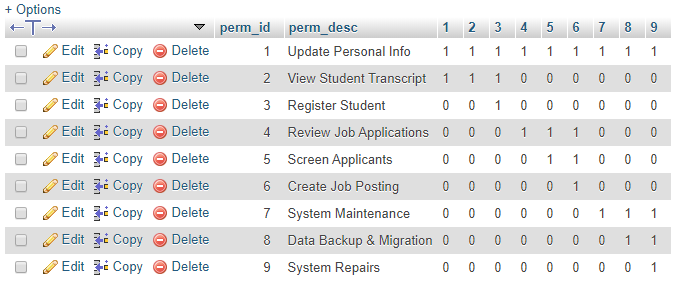 + Options
←T→ perm_id perm_desc 1 2 3 4 5 6 7 8 9
Edit Copy Delete 1 Update Personal Info 1 1 1 1 1 1 1 1 1
Edit Copy Delete 2 View Student Transcript 1 1 1 0 0 0 0 0 0
Edit Copy Delete 3 Register Student 0 0 1 0 0 0 0 0 0
Edit Copy Delete 4 Review Job Applications 0 0 0 1 1 1 0 0 0
Edit Copy Delete 5 Screen Applicants 0 0 0 0 1 1 0 0 0
Edit Copy Delete 6 Create Job Posting 0 0 0 0 0 1 0 0 0
Edit Copy Delete 7 System Maintenance 0 0 0 0 0 0 1 1 1
Edit Copy Delete 8 Data Backup & Migration 0 0 0 0 0 0 0 1 1
Edit Copy Delete 9 System Repairs 0 0 0 0 0 0 0 0 1